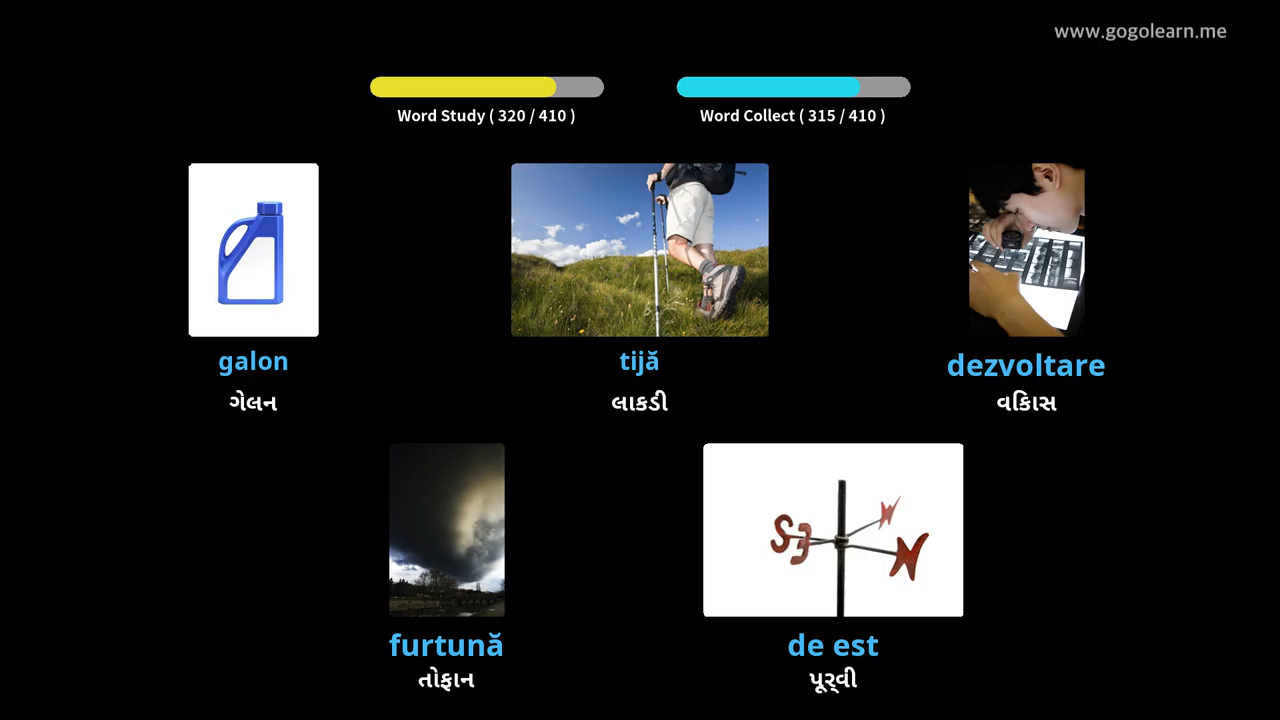 www.gogolearn.me
Word Study ( 320 / 410 )
Word Collect ( 315 / 410 )
galon
ગેલન
tijă
લાકડી
dezvoltare
વિકાસ
furtună
તોફાન
de est
પૂર્વી
S
E
N